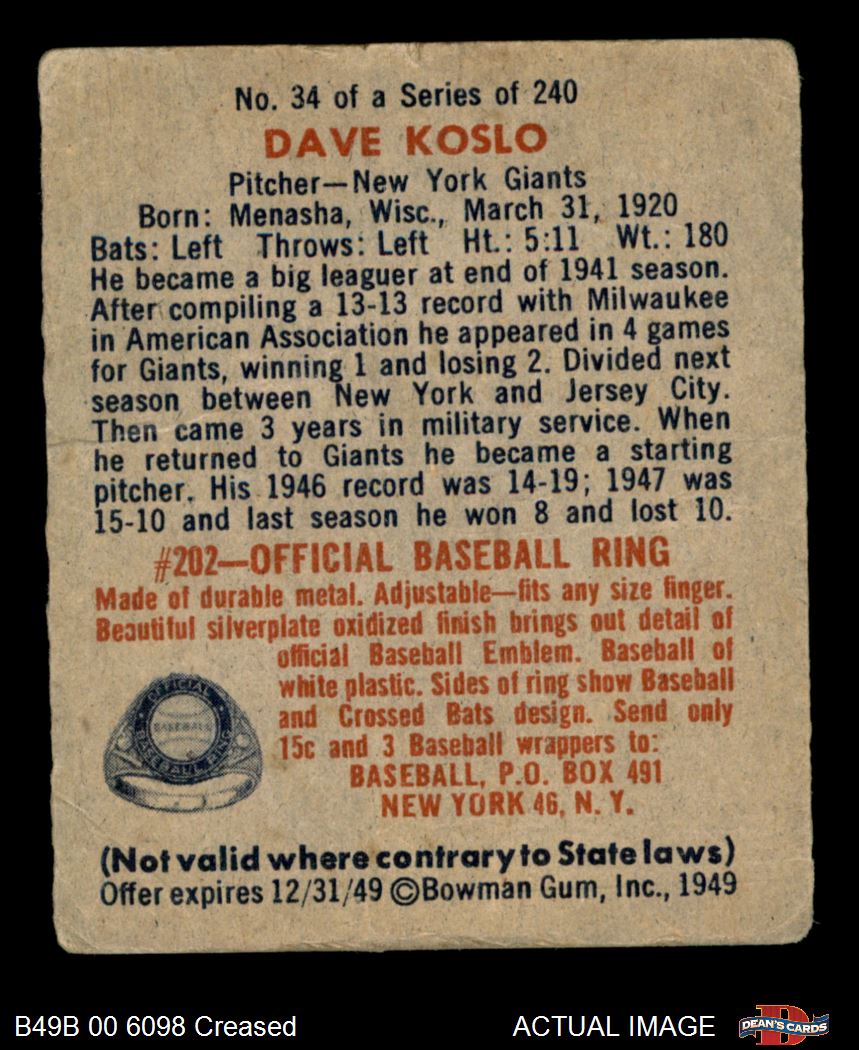 No. 34 of a Series of 240
DAVE KOSLO
Pitcher—New York Giants
Born: Menasha, Wisc., March 31, 1920
Bats: Left Throws: Left Ht.: 5:11 Wt.: 180
He became a big leaguer at end of 1941 season.
After compiling a 13-13 record with Milwaukee
in American Association he appeared in 4 games
for Giants, winning 1 and losing 2. Divided next
season between New York and Jersey City.
Then came 3 years in military service. When
he returned to Giants he became a starting
pitcher. His 1946 record was 14-19; 1947 was
15-10 and last season he won 8 and lost 10.
#202—OFFICIAL BASEBALL RING
Made of durable metal. Adjustable—fits any size finger.
Beautiful silverplate oxidized finish brings out detail of
official Baseball Emblem. Baseball of
white plastic. Sides of ring show Baseball
and Crossed Bats design. Send only
15c and 3 Baseball wrappers to:
BASEBALL, P.O. BOX 491
NEW YORK 46, N. Y.
OFFICIAL
BASEBALL
BASEBALL RING
(Not valid where contrary to State laws)
Offer expires 12/31/49 ©Bowman Gum, Inc., 1949
B49B 00 6098 Creased
ACTUAL IMAGE
DEAN'S CARDS